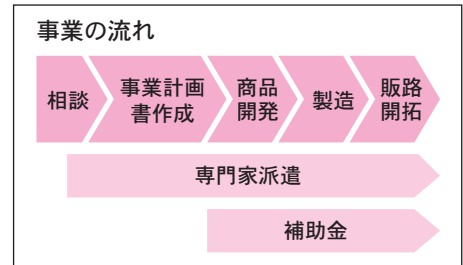 事業の流れ
相談
事業計画
書作成
商品
開発
製造
販路
開拓
専門家派遣
補助金